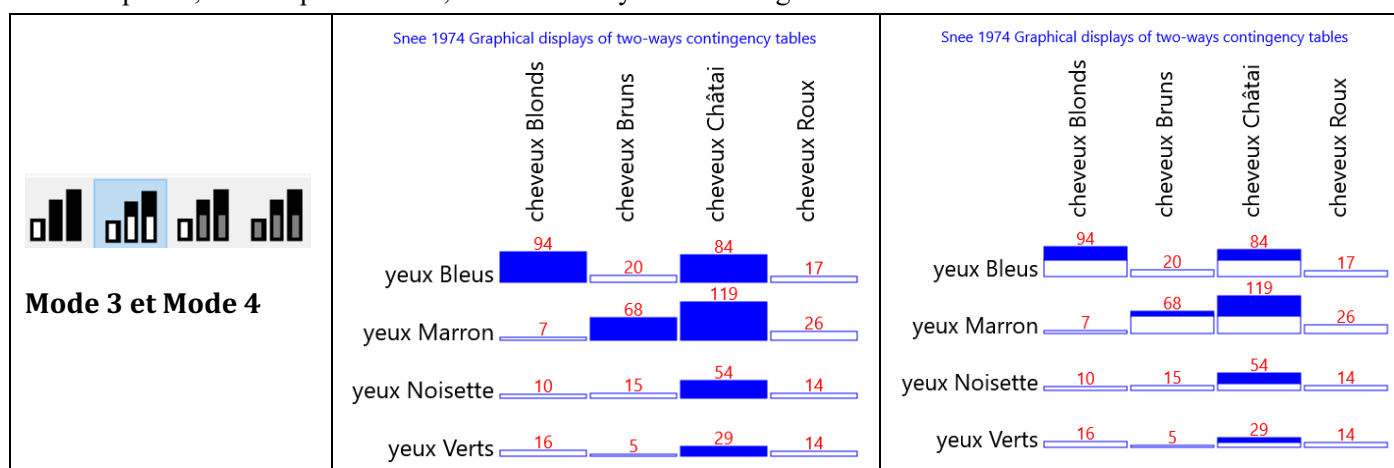 Mode 3 et Mode 4
Snee 1974 Graphical displays of two-ways contingency tables
cheveux Blonds
cheveux Bruns
cheveux Châtai
cheveux Roux
yeux Bleus 94 20 84 17
yeux Marron 7 68 119 26
yeux Noisette 10 15 54 14
yeux Verts 16 5 29 14
Snee 1974 Graphical displays of two-ways contingency tables
cheveux Blonds
cheveux Bruns
cheveux Châtai
cheveux Roux
yeux Bleus 94 20 84 17
yeux Marron 7 68 119 26
yeux Noisette 10 15 54 14
yeux Verts 16 5 29 14